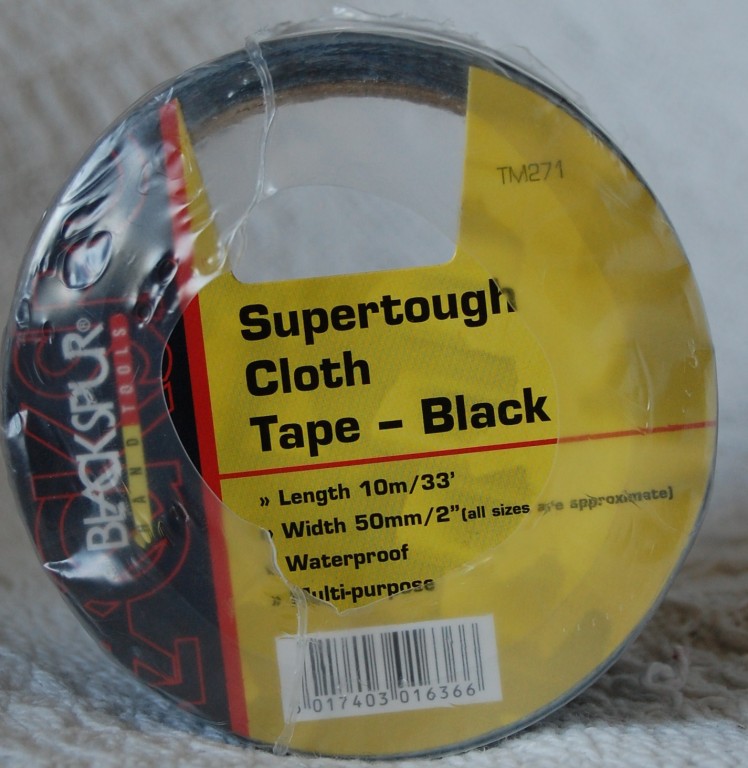 TM271
Supertough
Cloth
Tape – Black
» Length 10m/33'
» Width 50mm/2" (all sizes are approximate)
» Waterproof
» Multi-purpose
017403 016366
BLACKSPUR®
HAND TOOLS